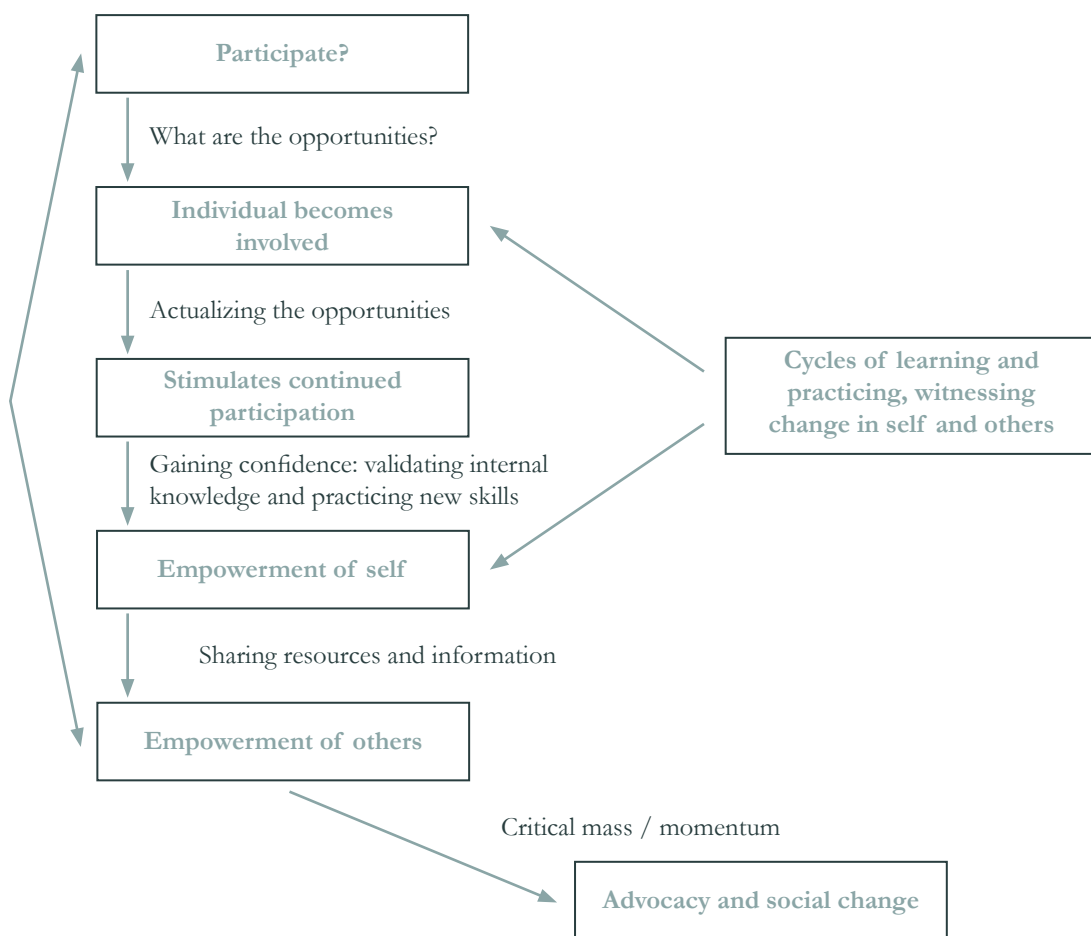 Participate?
What are the opportunities?
Individual becomes
involved
Actualizing the opportunities
Stimulates continued
participation
Cycles of learning and
practicing, witnessing
change in self and others
Gaining confidence: validating internal
knowledge and practicing new skills
Empowerment of self
Sharing resources and information
Empowerment of others
Critical mass / momentum
Advocacy and social change